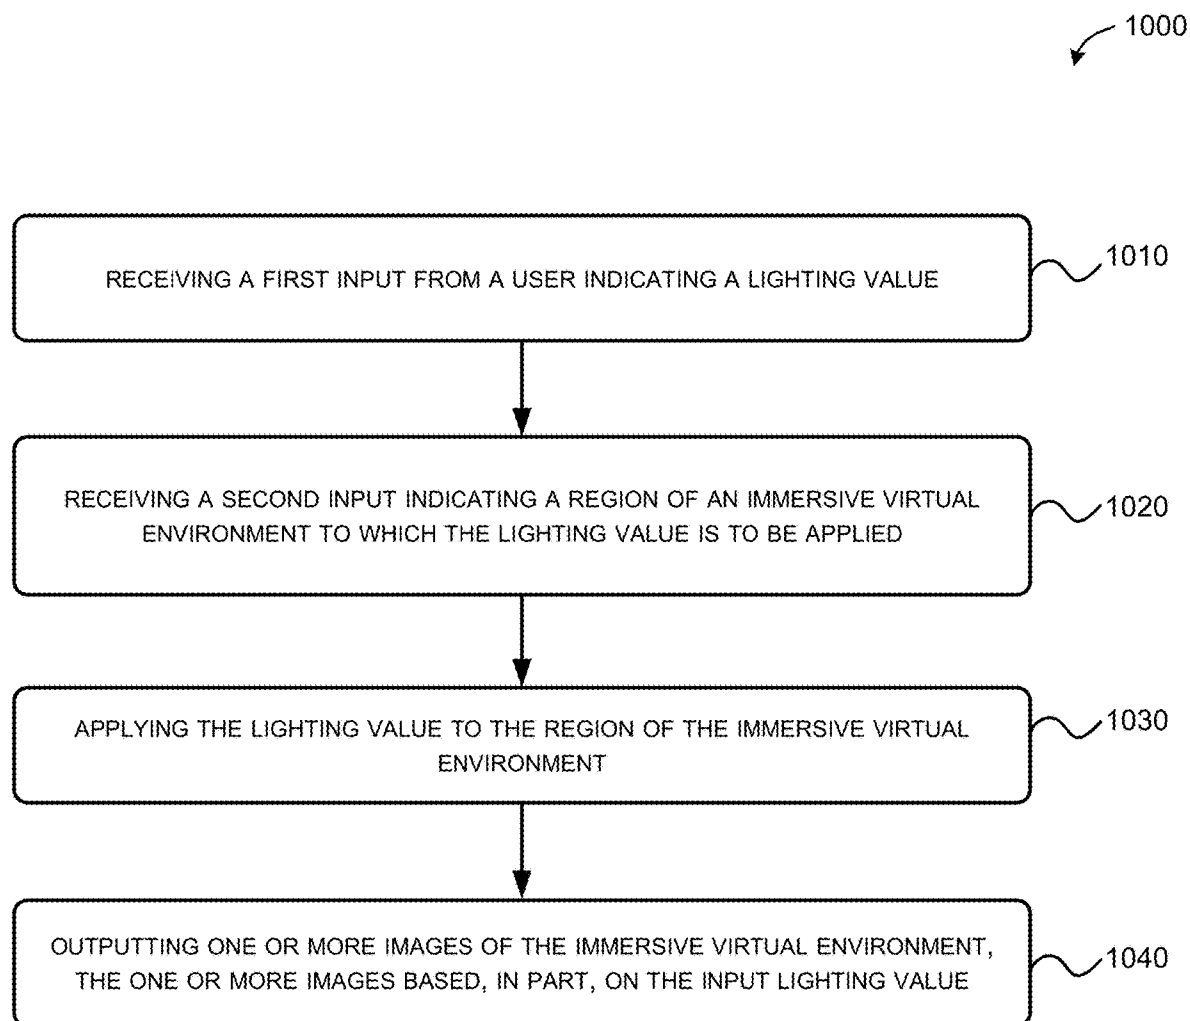 1000
RECEIVING A FIRST INPUT FROM A USER INDICATING A LIGHTING VALUE
1010
RECEIVING A SECOND INPUT INDICATING A REGION OF AN IMMERSIVE VIRTUAL
ENVIRONMENT TO WHICH THE LIGHTING VALUE IS TO BE APPLIED
1020
APPLYING THE LIGHTING VALUE TO THE REGION OF THE IMMERSIVE VIRTUAL
ENVIRONMENT
1030
OUTPUTTING ONE OR MORE IMAGES OF THE IMMERSIVE VIRTUAL ENVIRONMENT,
THE ONE OR MORE IMAGES BASED, IN PART, ON THE INPUT LIGHTING VALUE
1040